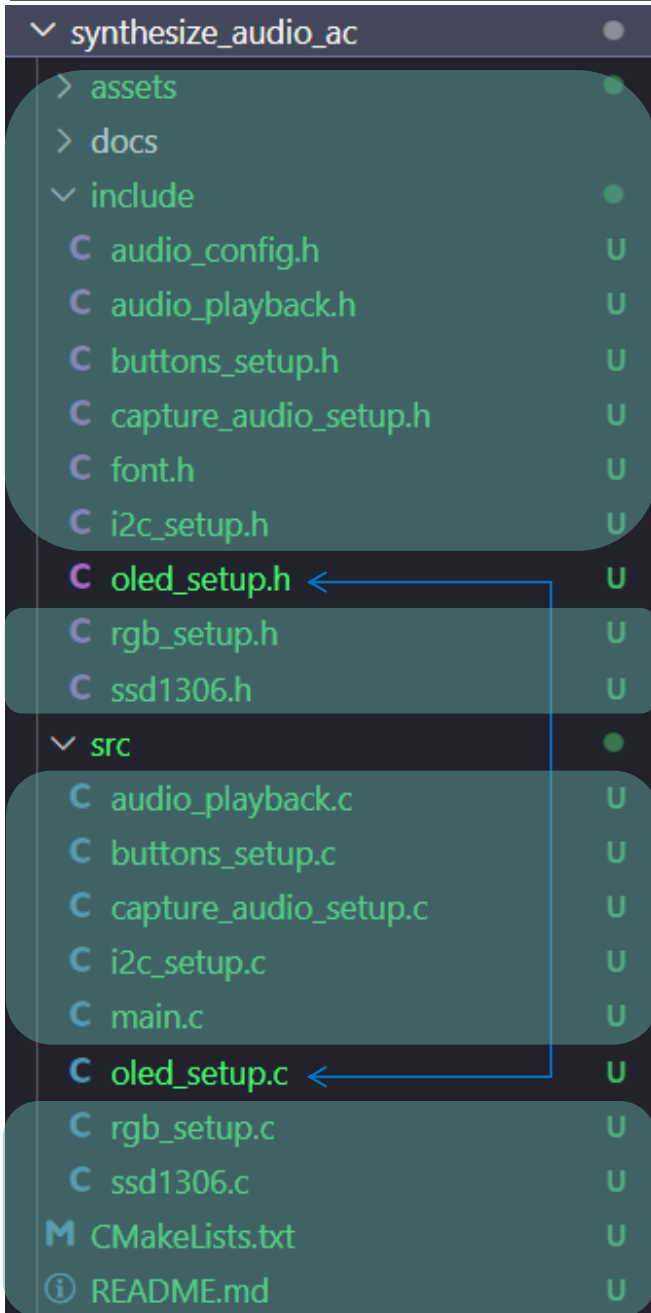 synthesize_audio_ac
assets
docs
include
C audio_config.h U
C audio_playback.h U
C buttons_setup.h U
C capture_audio_setup.h U
C font.h U
C i2c_setup.h U
C oled_setup.h U
C rgb_setup.h U
C ssd1306.h U
src
C audio_playback.c U
C buttons_setup.c U
C capture_audio_setup.c U
C i2c_setup.c U
C main.c U
C oled_setup.c U
C rgb_setup.c U
C ssd1306.c U
M CMakeLists.txt U
i README.md U